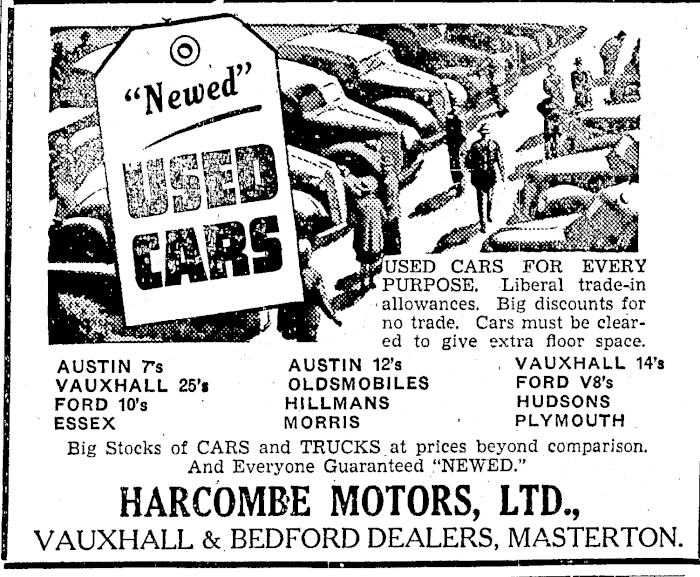 "Newed"
USED
CARS
USED CARS FOR EVERY
PURPOSE. Liberal trade-in
allowances. Big discounts for
no trade. Cars must be clear-
ed to give extra floor space.
AUSTIN 7's AUSTIN 12's VAUXHALL 14's
VAUXHALL 25's OLDSMOBILES FORD V8's
FORD 10's HILLMANS HUDSONS
ESSEX MORRIS PLYMOUTH
Big Stocks of CARS and TRUCKS at prices beyond comparison.
And Everyone Guaranteed "NEWED."
HARCOMBE MOTORS, LTD.,
VAUXHALL & BEDFORD DEALERS, MASTERTON.